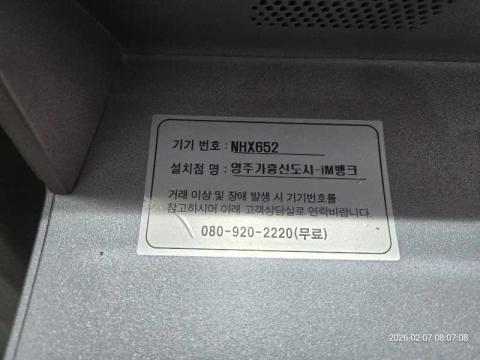 기기 번호 : NHX652
설치점 명 : 영주가흥신도시-iM뱅크
거래 이상 및 장애 발생 시 기기번호를
참고하시어 아래 고객상담실로 연락바랍니다.
080-920-2220(무료)
2026-02-07 08:07:08